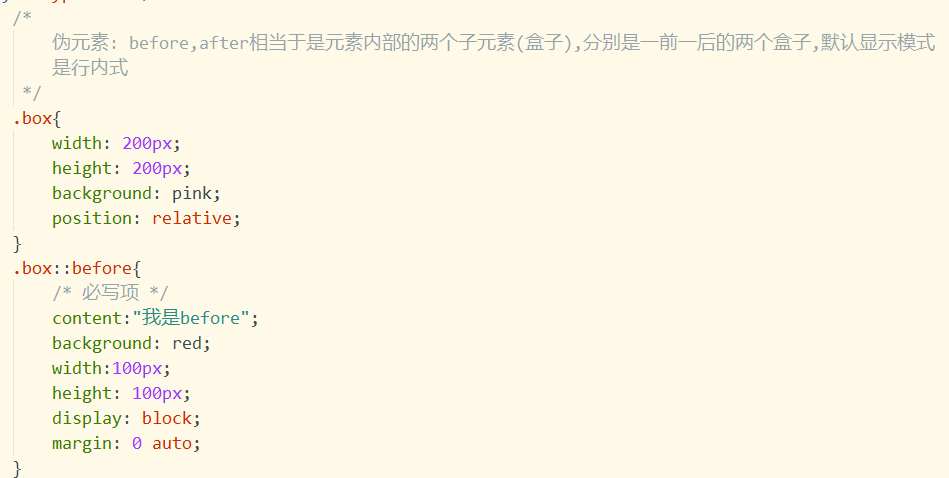 /*
伪元素: before,after相当于是元素内部的两个子元素(盒子),分别是一前一后的两个盒子,默认显示模式
是行内式
*/
.box{
width: 200px;
height: 200px;
background: pink;
position: relative;
}
.box::before{
/* 必写项 */
content:"我是before";
background: red;
width:100px;
height: 100px;
display: block;
margin: 0 auto;
}